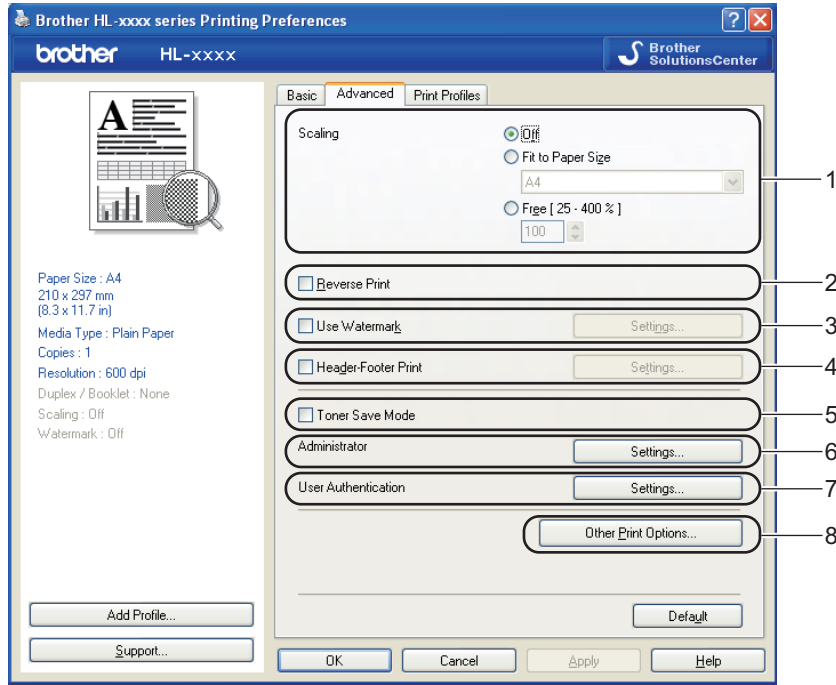 Brother HL-xxxx series Printing Preferences
brother HL-xxxx
Brother SolutionsCenter
Basic Advanced Print Profiles
A
Scaling
Off
Fit to Paper Size
A4
Free [ 25 - 400 % ]
100
1
Reverse Print
2
Use Watermark Settings...
3
Header-Footer Print Settings...
4
Toner Save Mode
5
Administrator Settings...
6
User Authentication Settings...
7
Other Print Options...
8
Paper Size : A4
210 x 297 mm
(8.3 x 11.7 in)
Media Type : Plain Paper
Copies : 1
Resolution : 600 dpi
Duplex / Booklet : None
Scaling : Off
Watermark : Off
Add Profile...
Support...
Default
OK Cancel Apply Help